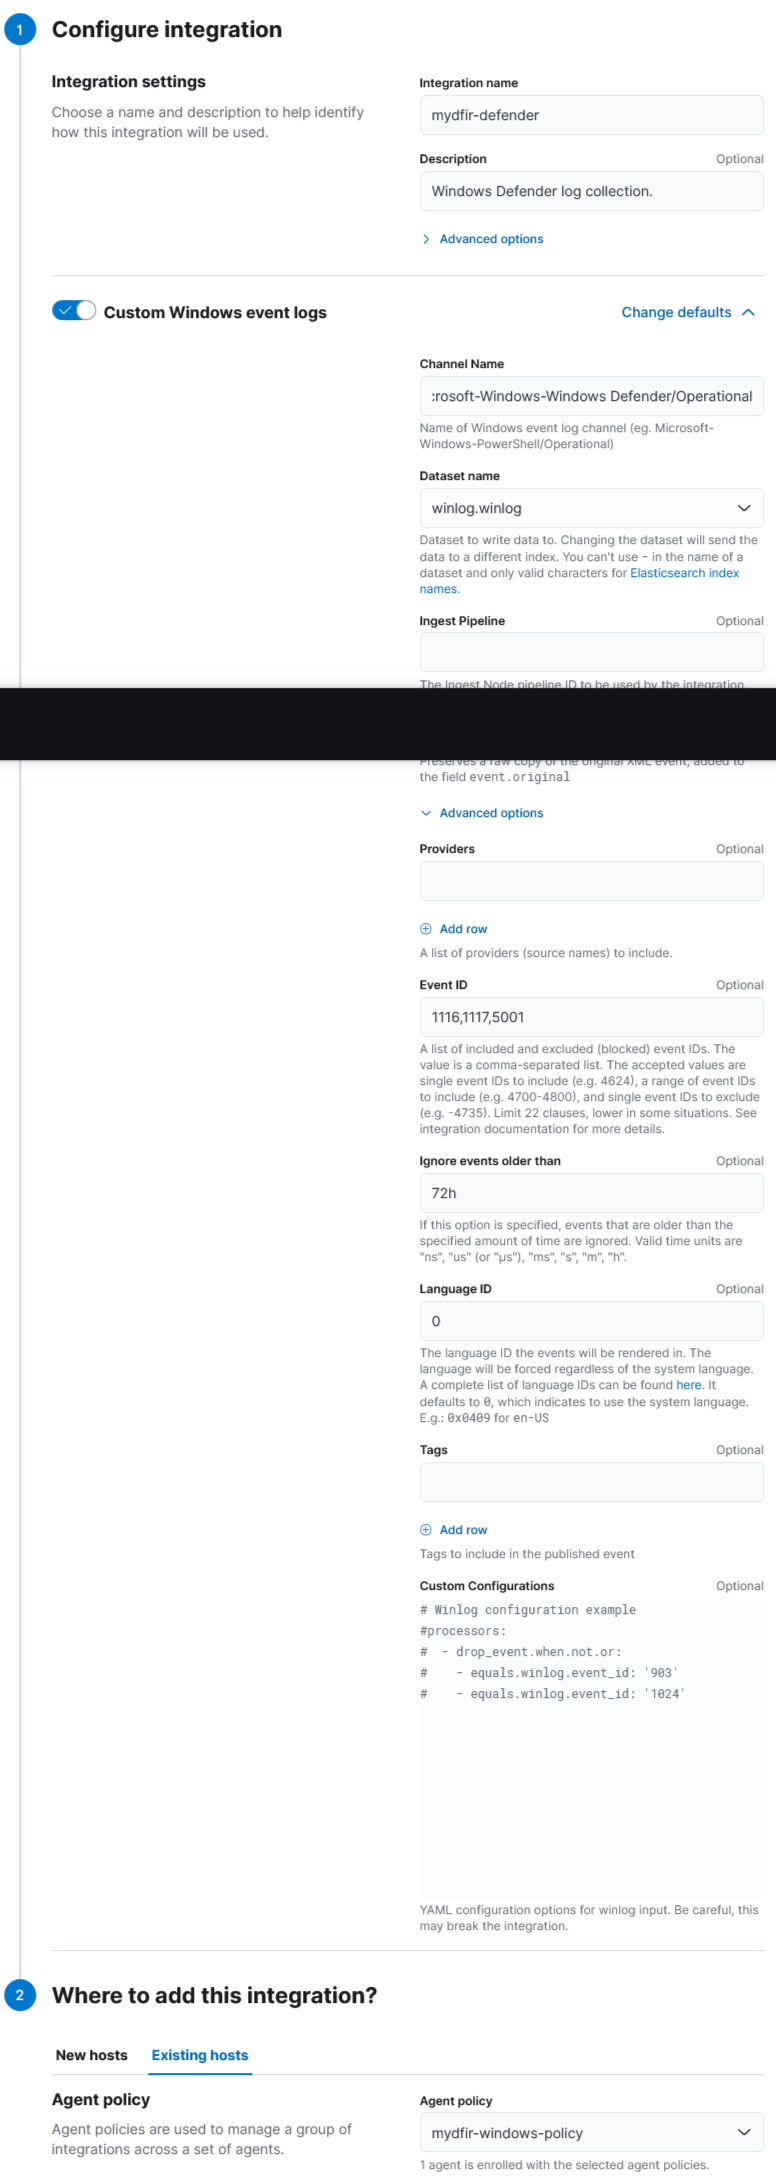 1 Configure integration
Integration settings
Choose a name and description to help identify
how this integration will be used.
Integration name
mydfir-defender
Description Optional
Windows Defender log collection.
Advanced options
Custom Windows event logs Change defaults
Channel Name
crosoft-Windows-Windows Defender/Operational
Name of Windows event log channel (eg. Microsoft-
Windows-PowerShell/Operational)
Dataset name
winlog.winlog
Dataset to write data to. Changing the dataset will send the
data to a different index. You can't use - in the name of a
dataset and only valid characters for Elasticsearch index
names.
Ingest Pipeline Optional
The Ingest Node pipeline ID to be used by the integration.
Preserves a raw copy of the original XML event, added to
the field event.original
Advanced options
Providers Optional
Add row
A list of providers (source names) to include.
Event ID Optional
1116,1117,5001
A list of included and excluded (blocked) event IDs. The
value is a comma-separated list. The accepted values are
single event IDs to include (e.g. 4624), a range of event IDs
to include (e.g. 4700-4800), and single event IDs to exclude
(e.g. -4735). Limit 22 clauses, lower in some situations. See
integration documentation for more details.
Ignore events older than Optional
72h
If this option is specified, events that are older than the
specified amount of time are ignored. Valid time units are
"ns", "us" (or "µs"), "ms", "s", "m", "h".
Language ID Optional
0
The language ID the events will be rendered in. The
language will be forced regardless of the system language.
A complete list of language IDs can be found here. It
defaults to 0, which indicates to use the system language.
E.g.: 0x0409 for en-US
Tags Optional
Add row
Tags to include in the published event
Custom Configurations Optional
# Winlog configuration example
#processors:
#  - drop_event.when.not.or:
#    - equals.winlog.event_id: '903'
#    - equals.winlog.event_id: '1024'
YAML configuration options for winlog input. Be careful, this
may break the integration.
2 Where to add this integration?
New hosts Existing hosts
Agent policy
Agent policies are used to manage a group of
integrations across a set of agents.
Agent policy
mydfir-windows-policy
1 agent is enrolled with the selected agent policies.